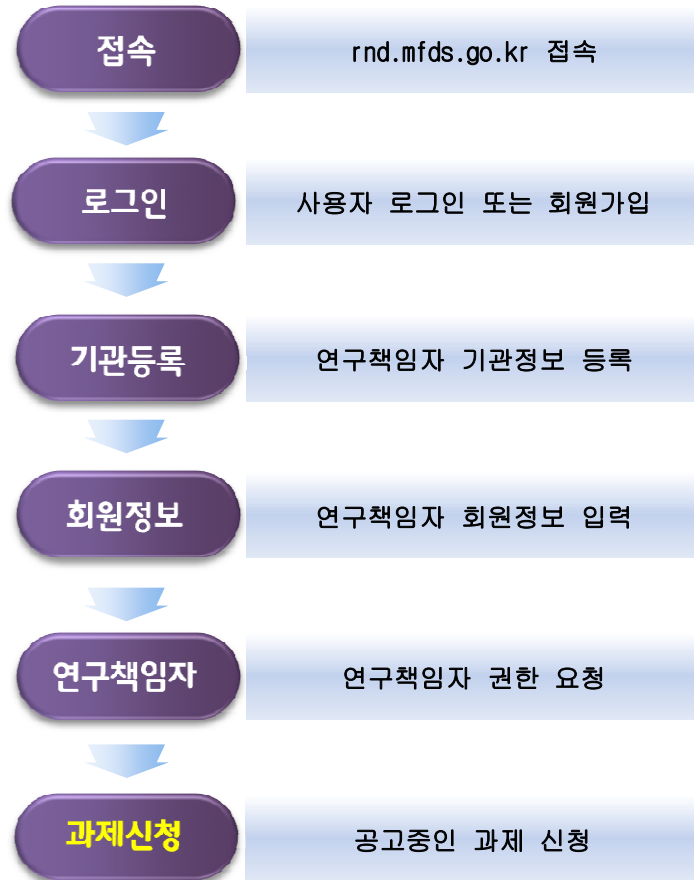 접속
rnd.mfds.go.kr 접속
로그인
사용자 로그인 또는 회원가입
기관등록
연구책임자 기관정보 등록
회원정보
연구책임자 회원정보 입력
연구책임자
연구책임자 권한 요청
과제신청
공고중인 과제 신청